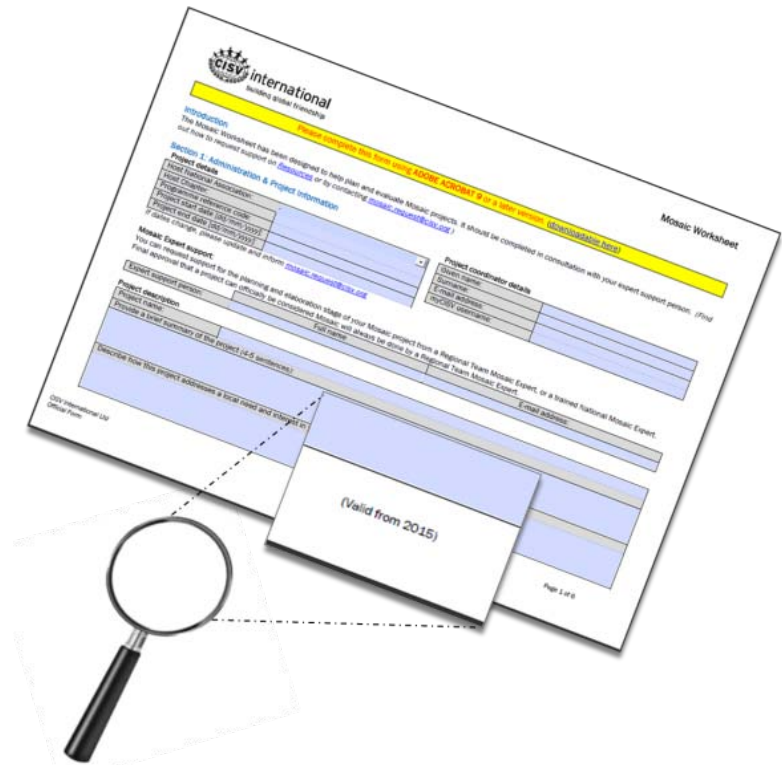 CISV international
building global friendship
Mosaic Worksheet
Please complete this form using ADOBE ACROBAT 9 or a later version. (downloadable here)
Introduction
The Mosaic Worksheet has been designed to help plan and evaluate Mosaic projects. It should be completed in consultation with your expert support person. (Find
out how to request support on Resources or by contacting mosaic.request@cisv.org )
Section 1: Administration & Project Information
Project details
Host National Association:
Host Chapter:
Programme reference code:
Project start date (dd/mm/yyyy):
Project end date (dd/mm/yyyy):
If dates change, please update and inform mosaic.request@cisv.org
Project coordinator details
Given name:
Surname:
E-mail address:
myCISV username:
Mosaic Expert support:
You can request support for the planning and elaboration stage of your Mosaic project from a Regional Team Mosaic Expert, or a trained National Mosaic Expert.
Final approval that a project can officially be considered Mosaic will always be done by a Regional Team Mosaic Expert.
Full name
E-mail address:
Expert support person:
Project description
Project name:
Provide a brief summary of the project (4-5 sentences):
Describe how this project addresses a local need and interest in
(Valid from 2015)
CISV International Ltd
Official Form
Page 1 of 6